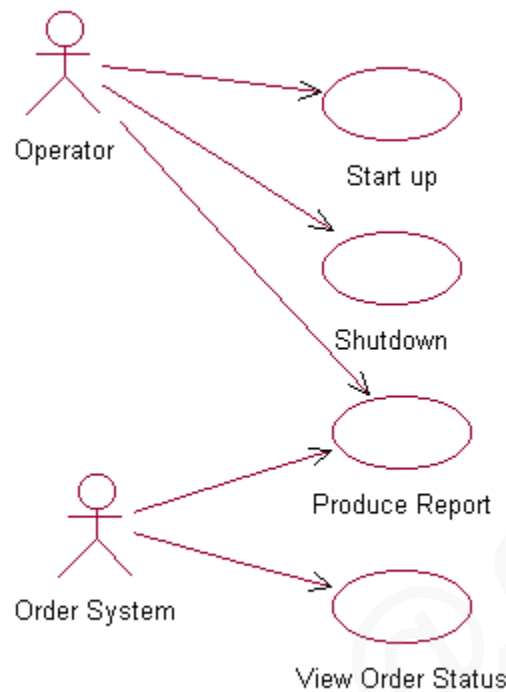 Operator
Start up
Shutdown
Produce Report
Order System
View Order Status